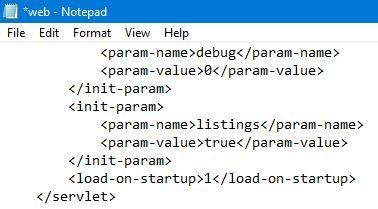 *web - Notepad
File Edit Format View Help
<param-name>debug</param-name>
<param-value>0</param-value>
</init-param>
<init-param>
<param-name>listings</param-name>
<param-value>true</param-value>
</init-param>
<load-on-startup>1</load-on-startup>
</servlet>